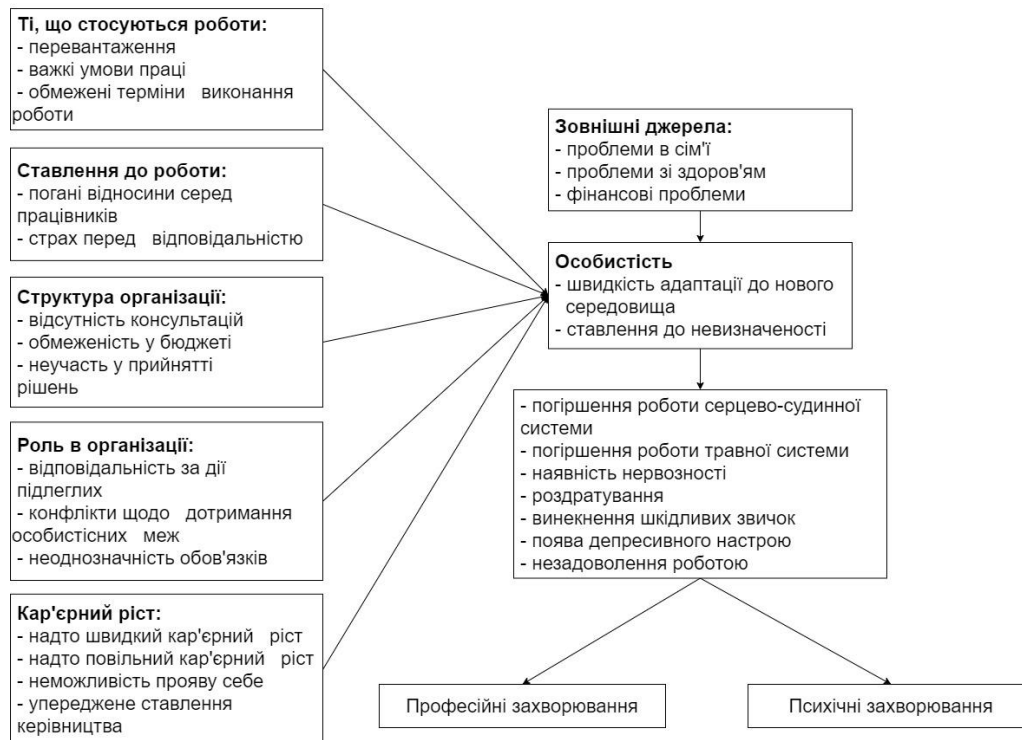 Ті, що стосуються роботи:
- перевантаження
- важкі умови праці
- обмежені терміни виконання
роботи
Ставлення до роботи:
- погані відносини серед
працівників
- страх перед відповідальністю
Структура організації:
- відсутність консультацій
- обмеженість у бюджеті
- неучасть у прийнятті
рішень
Роль в організації:
- відповідальність за дії
підлеглих
- конфлікти щодо дотримання
особистісних меж
- неоднозначність обов'язків
Кар'єрний ріст:
- надто швидкий кар'єрний ріст
- надто повільний кар'єрний ріст
- неможливість прояву себе
- упереджене ставлення
керівництва
Зовнішні джерела:
- проблеми в сім'ї
- проблеми зі здоров'ям
- фінансові проблеми
Особистість
- швидкість адаптації до нового
середовища
- ставлення до невизначеності
- погіршення роботи серцево-судинної
системи
- погіршення роботи травної системи
- наявність нервозності
- роздратування
- винекнення шкідливих звичок
- поява депресивного настрою
- незадоволення роботою
Професійні захворювання
Психічні захворювання